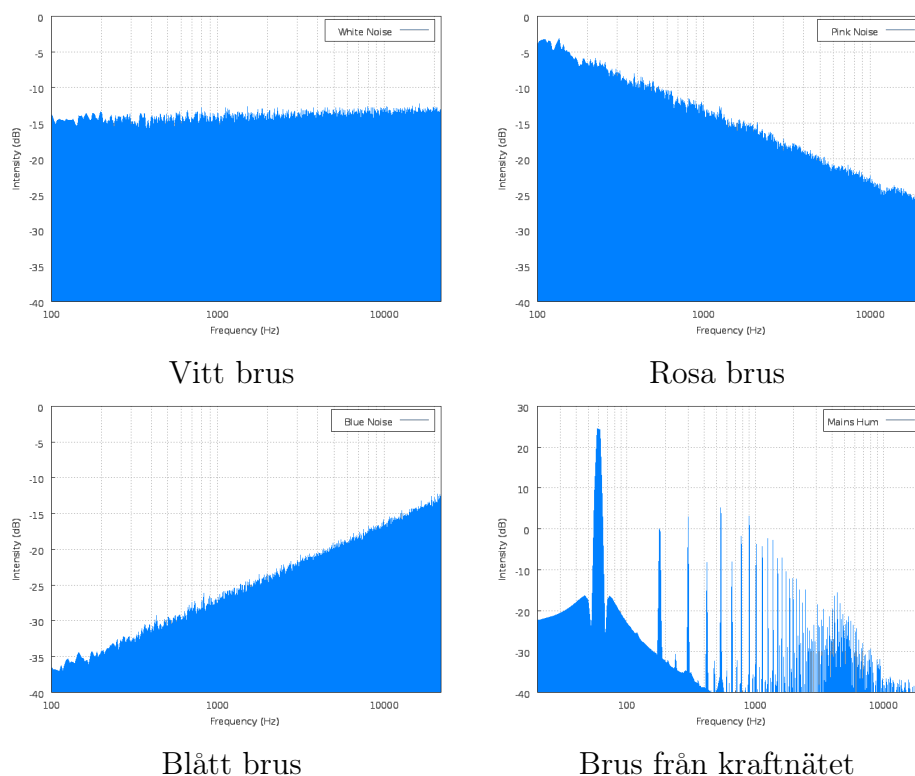 White Noise
0
-5
-10
-15
-20
-25
-30
-35
-40
Intensity (dB)
100 1000 10000
Frequency (Hz)
Vitt brus
Pink Noise
0
-5
-10
-15
-20
-25
-30
-35
-40
Intensity (dB)
100 1000 10000
Frequency (Hz)
Rosa brus
Blue Noise
0
-5
-10
-15
-20
-25
-30
-35
-40
Intensity (dB)
100 1000 10000
Frequency (Hz)
Blått brus
Mains Hum
30
20
10
0
-10
-20
-30
-40
Intensity (dB)
100 1000 10000
Frequency (Hz)
Brus från kraftnätet